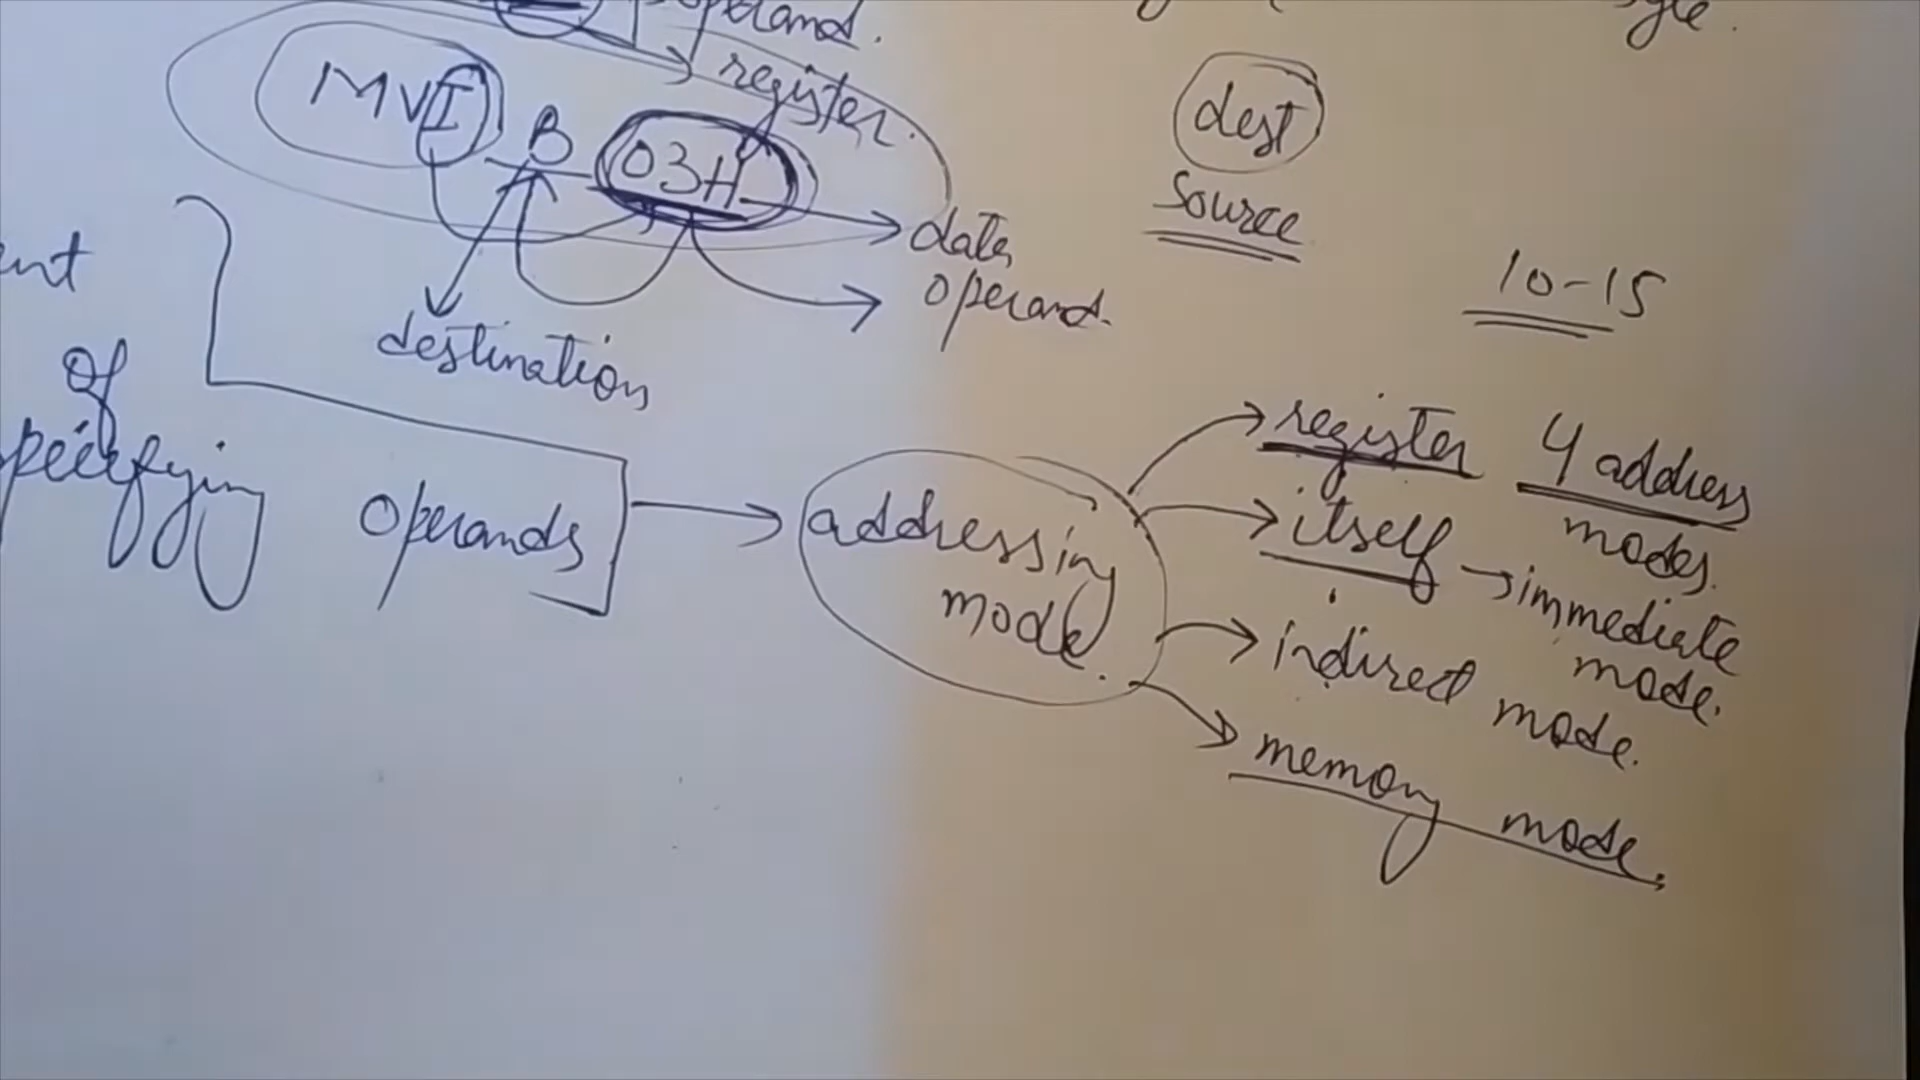 operand.
register.
MVI B 03H
dest
source
data
operand.
destination
10-15
of
specifying operands
addressing
mode.
register
4 address
modes.
itself → immediate
mode.
indirect mode.
memory mode.